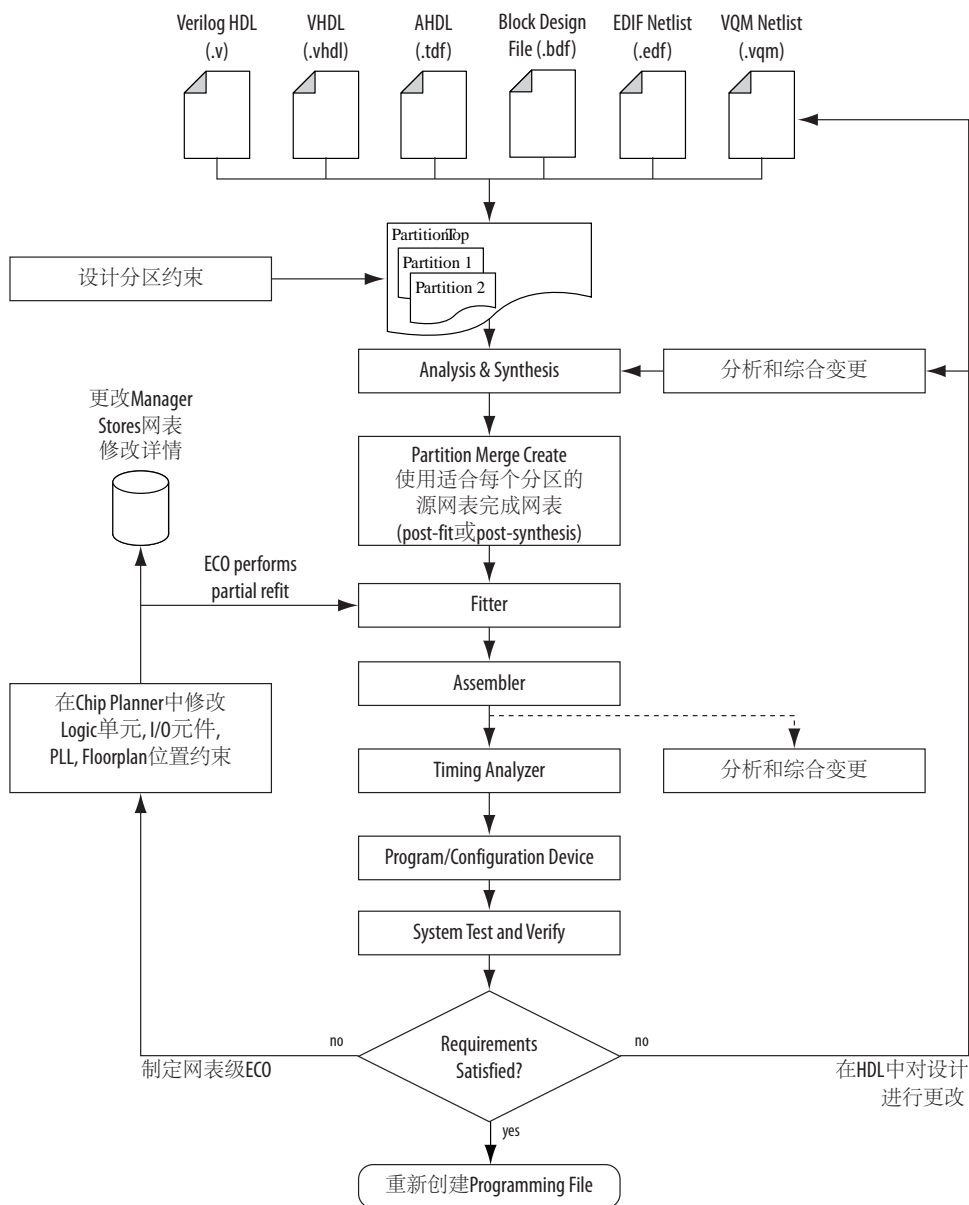 Verilog HDL
(.v)
VHDL
(.vhdl)
AHDL
(.tdf)
Block Design
File (.bdf)
EDIF Netlist
(.edf)
VQM Netlist
(.vqm)
PartitionTop
Partition 1
Partition 2
设计分区约束
Analysis & Synthesis
分析和综合变更
更改Manager
Stores网表
修改详情
Partition Merge Create
使用适合每个分区的
源网表完成网表
(post-fit或post-synthesis)
ECO performs
partial refit
Fitter
Assembler
在Chip Planner中修改
Logic单元, I/O元件,
PLL, Floorplan位置约束
Timing Analyzer
分析和综合变更
Program/Configuration Device
System Test and Verify
Requirements
Satisfied?
no
制定网表级ECO
no
在HDL中对设计
进行更改
yes
重新创建Programming File